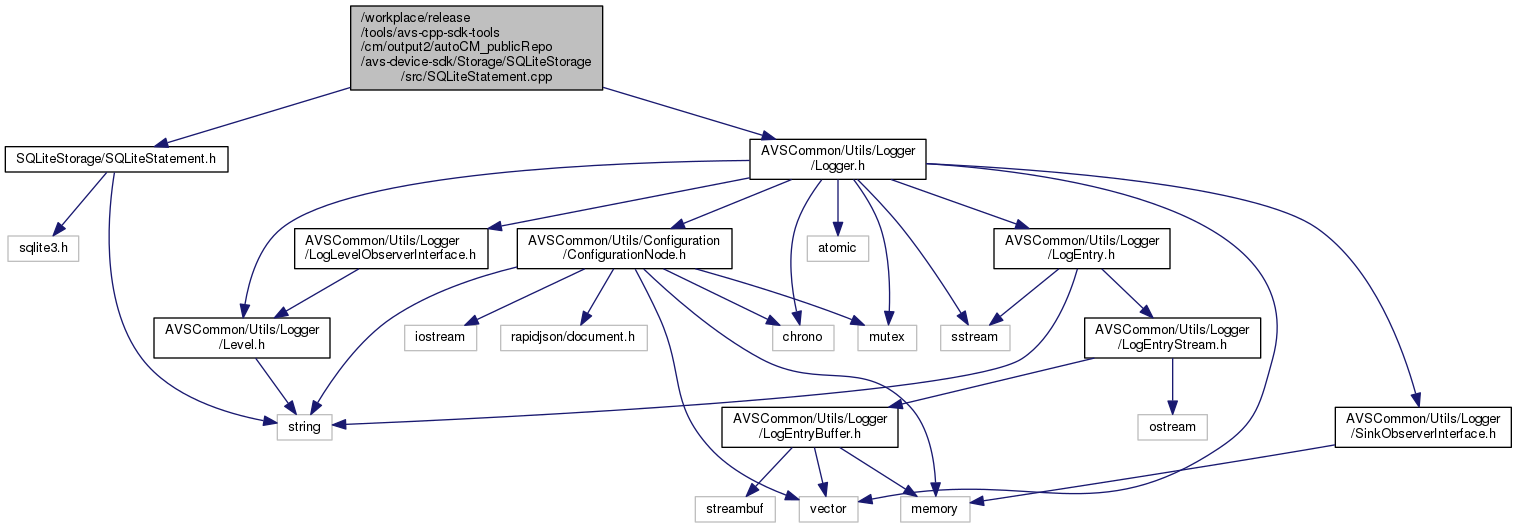 /workplace/release
/tools/avs-cpp-sdk-tools
/cm/output2/autoCM_publicRepo
/avs-device-sdk/Storage/SQLiteStorage
/src/SQLiteStatement.cpp
SQLiteStorage/SQLiteStatement.h
AVSCommon/Utils/Logger
/Logger.h
sqlite3.h
AVSCommon/Utils/Logger
/LogLevelObserverInterface.h
AVSCommon/Utils/Configuration
/ConfigurationNode.h
atomic
AVSCommon/Utils/Logger
/LogEntry.h
AVSCommon/Utils/Logger
/Level.h
iostream
rapidjson/document.h
chrono
mutex
sstream
AVSCommon/Utils/Logger
/LogEntryStream.h
string
AVSCommon/Utils/Logger
/LogEntryBuffer.h
ostream
AVSCommon/Utils/Logger
/SinkObserverInterface.h
streambuf
vector
memory